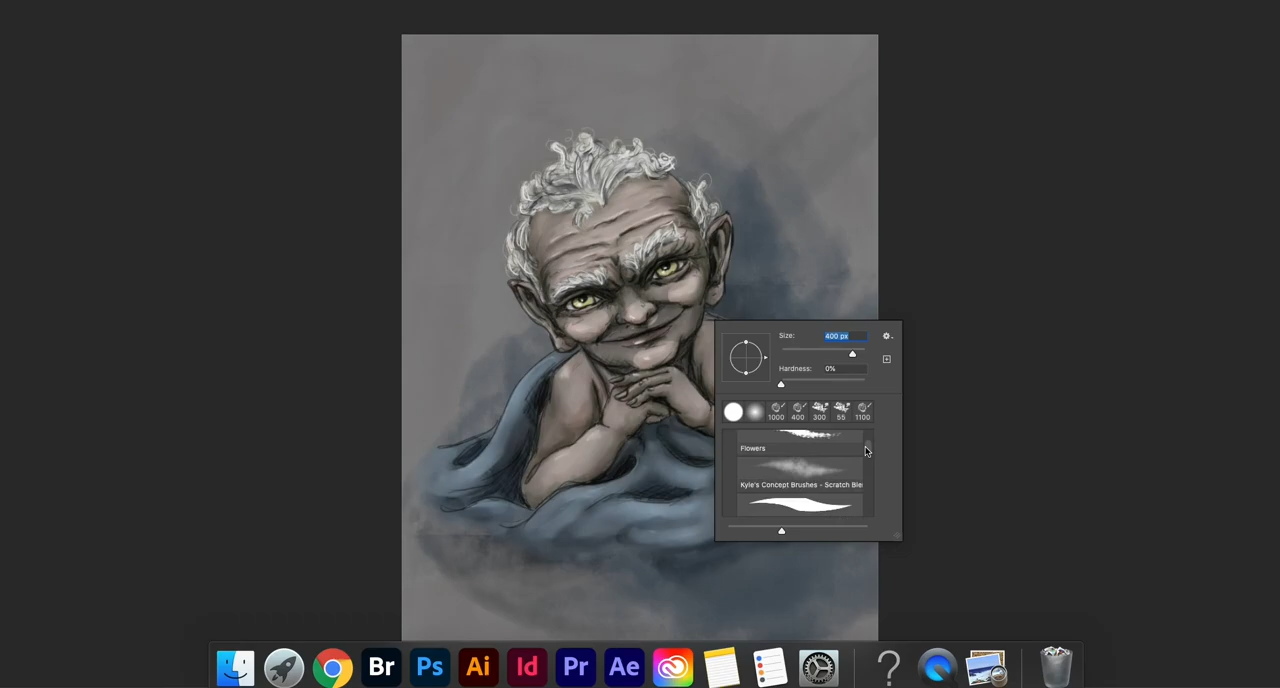 Size:
400 px
Hardness:
0%
1000
400
300
55
1100
Flowers
Kyle's Concept Brushes - Scratch Ble
Br
Ps
Ai
Id
Pr
Ae
?